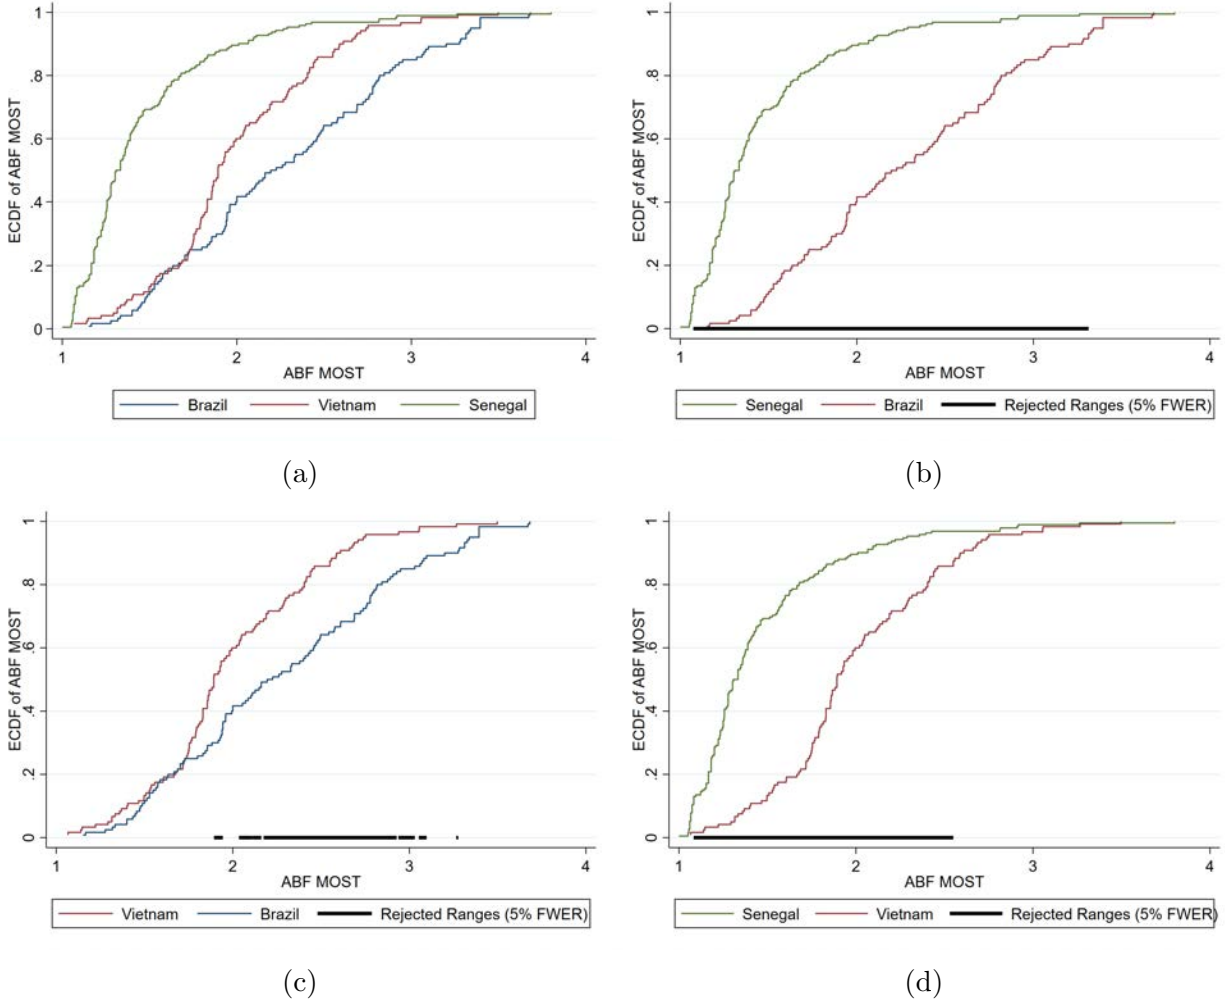 ECDF of ABF MOST
0 .2 .4 .6 .8 1
1 2 3 4
ABF MOST
Brazil Vietnam Senegal
(a)
ECDF of ABF MOST
0 .2 .4 .6 .8 1
1 2 3 4
ABF MOST
Senegal Brazil Rejected Ranges (5% FWER)
(b)
ECDF of ABF MOST
0 .2 .4 .6 .8 1
1 2 3 4
ABF MOST
Vietnam Brazil Rejected Ranges (5% FWER)
(c)
ECDF of ABF MOST
0 .2 .4 .6 .8 1
1 2 3 4
ABF MOST
Senegal Vietnam Rejected Ranges (5% FWER)
(d)